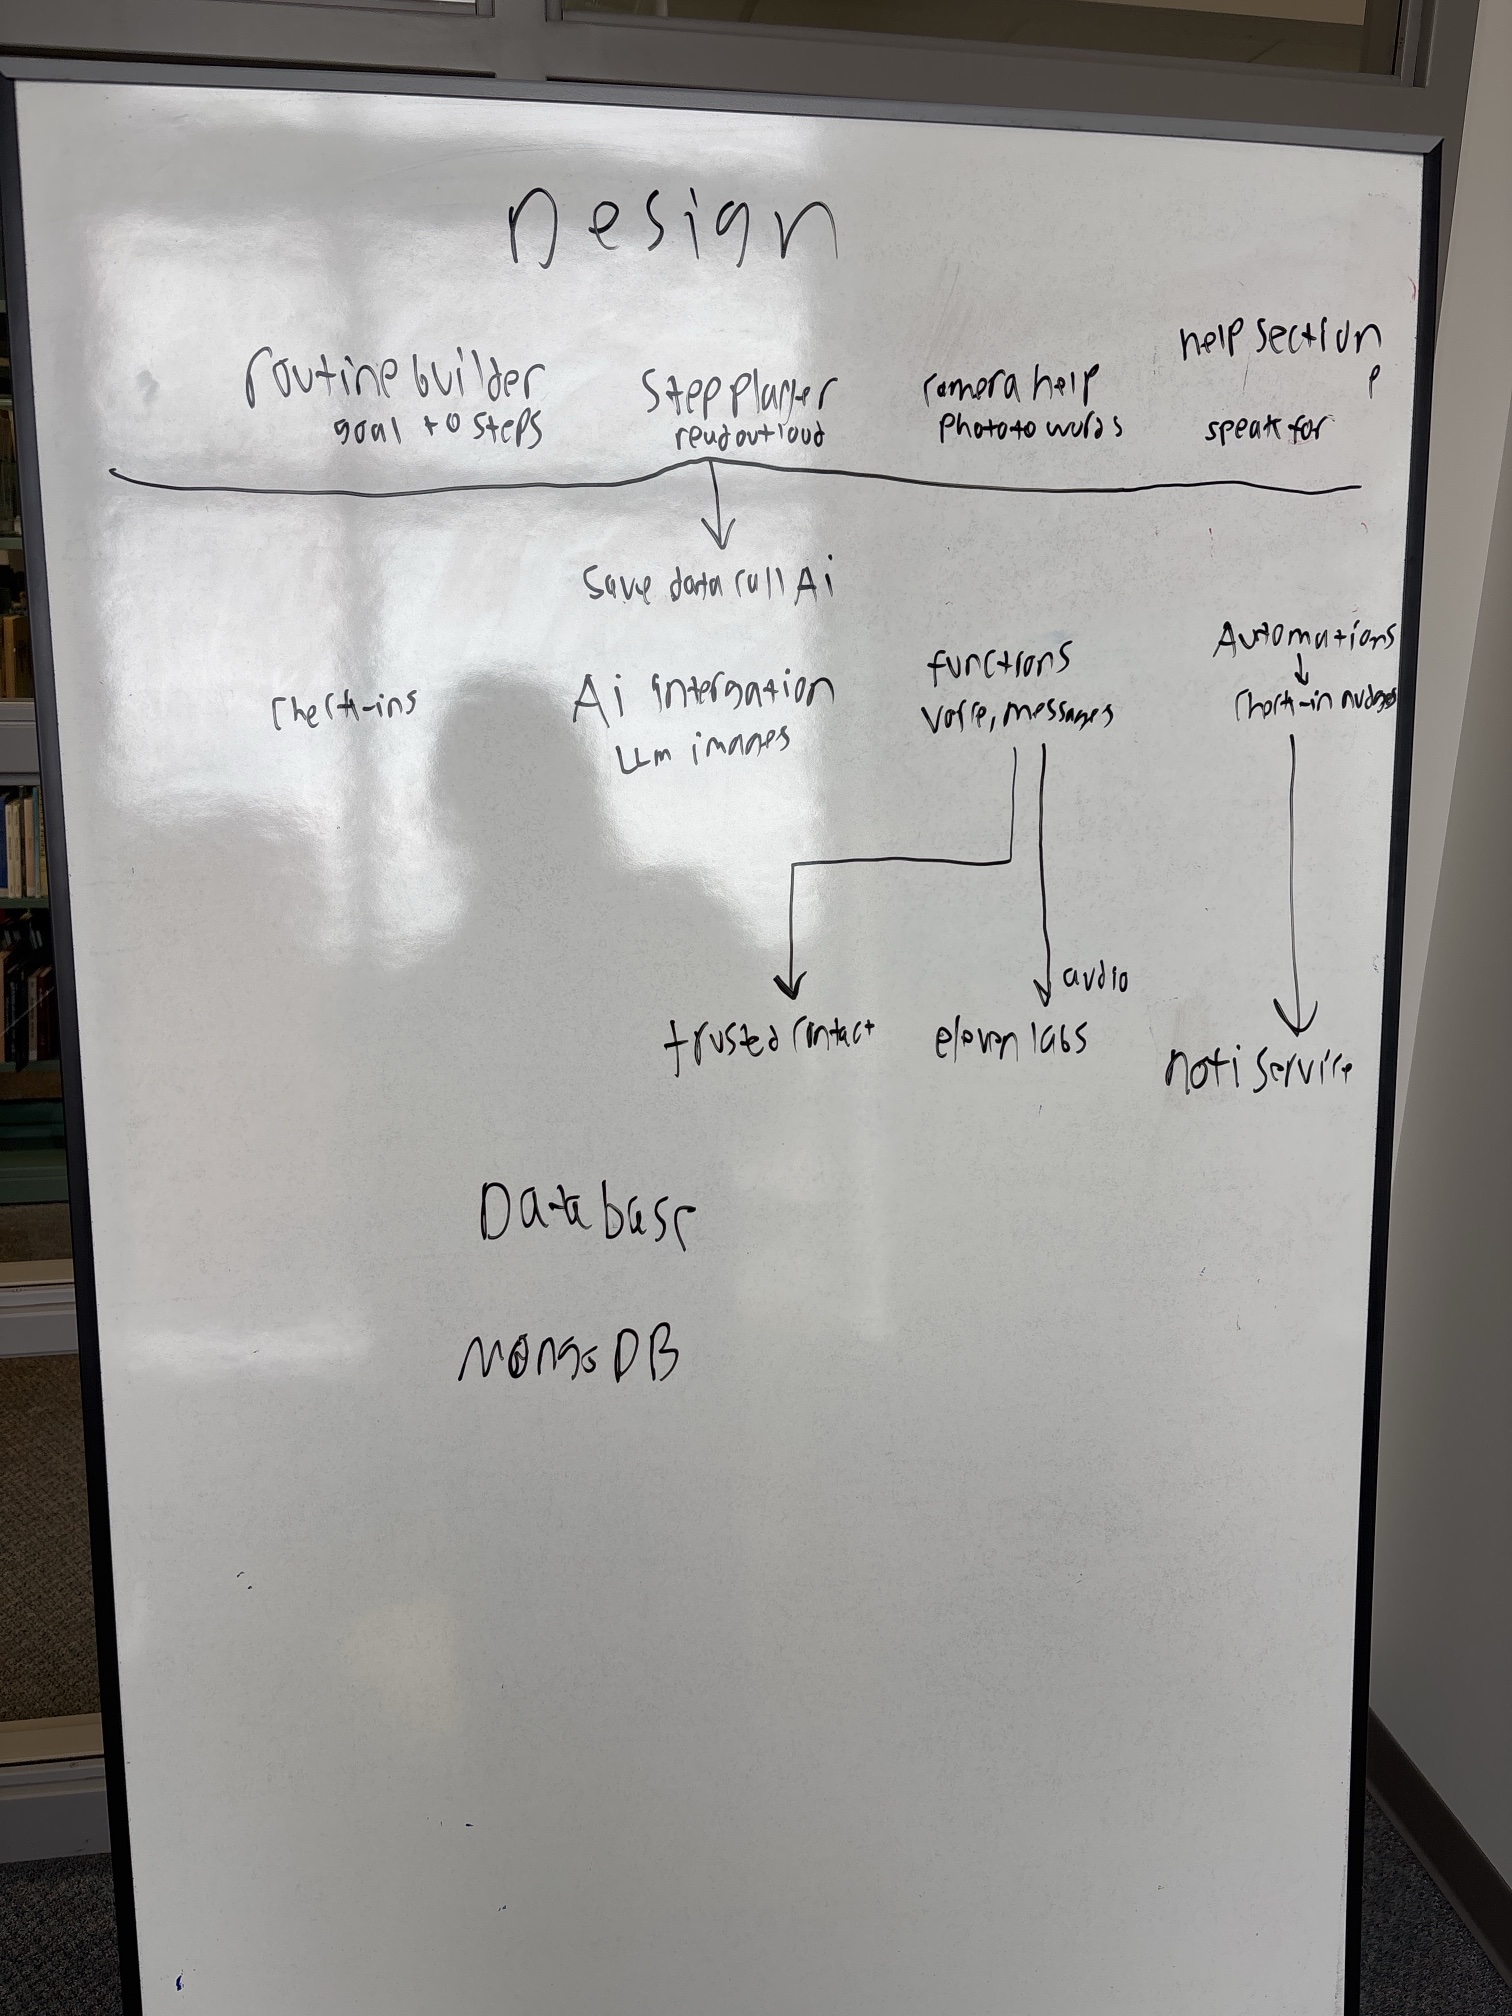 Design
routine builder
goal to steps
Step planer
read out loud
camera help
Photo to words
help section
speak for
Save data call Ai
Check-ins
Ai intergation
LLm images
functions
voice, messages
Automations
Check-in nudges
trusted contact
audio
eleven labs
noti service
Database
MongoDB